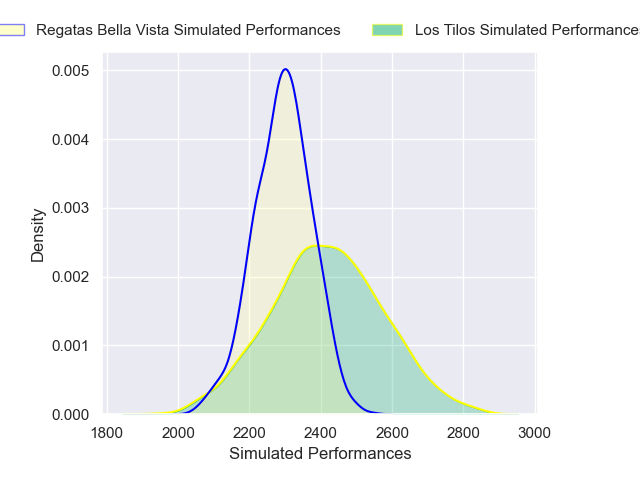 Regatas Bella Vista Simulated Performances
Los Tilos Simulated Performances
0.005
0.004
0.003
0.002
0.001
0.000
Density
1800 2000 2200 2400 2600 2800 3000
Simulated Performances